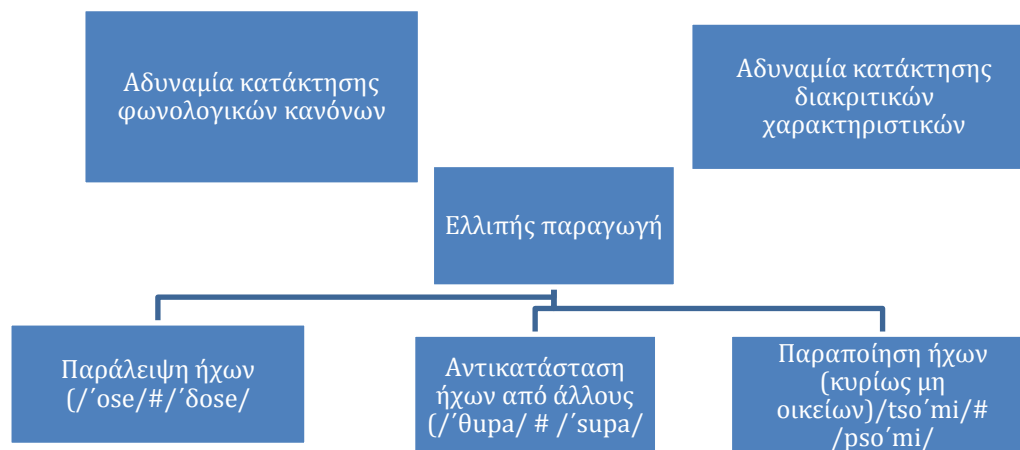 Αδυναμία κατάκτησης
φωνολογικών κανόνων
Αδυναμία κατάκτησης
διακριτικών
χαρακτηριστικών
Ελλιπής παραγωγή
Παράλειψη ήχων
(/΄ose/#/΄δose/
Αντικατάσταση
ήχων από άλλους
(/΄θupa/ # /΄supa/
Παραποίηση ήχων
(κυρίως μη
οικείων)/tso΄mi/#
/pso΄mi/